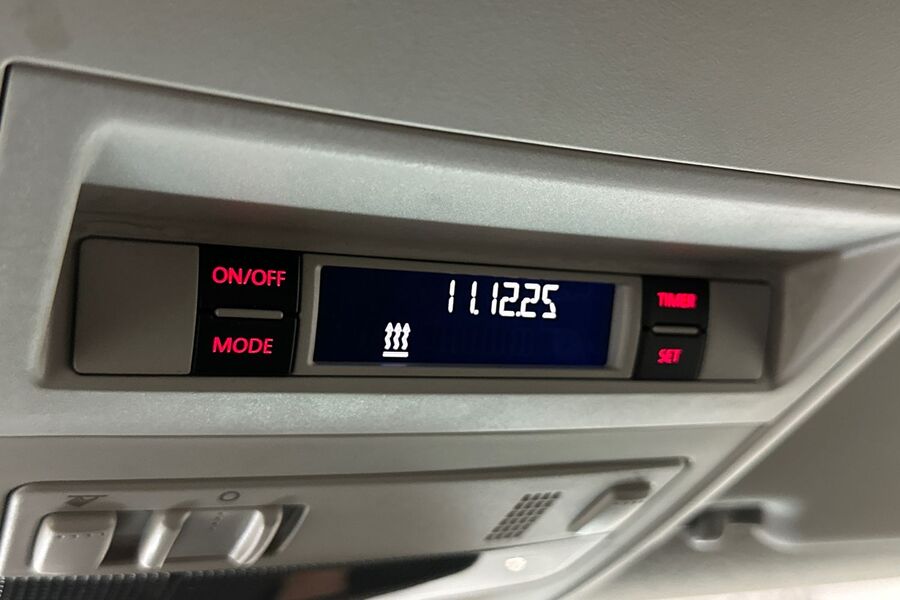 ON/OFF
MODE
11.12.25
TIMER
SET